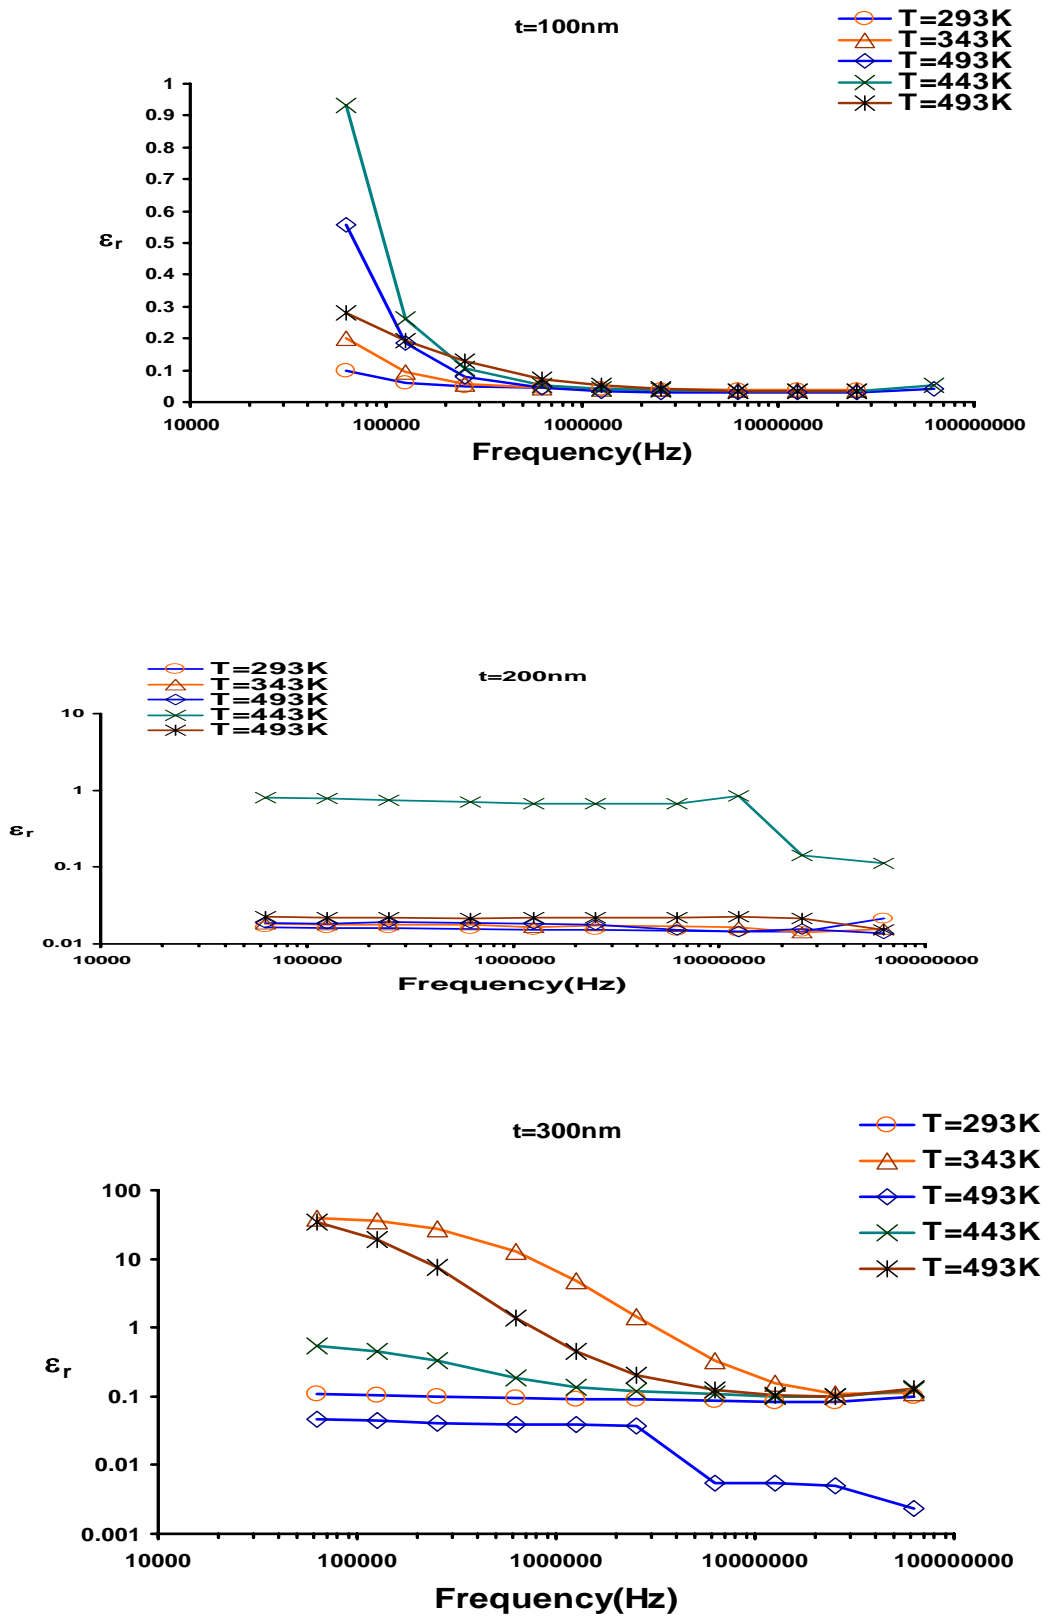 t=100nm
T=293K
T=343K
T=493K
T=443K
T=493K
1
0.9
0.8
0.7
0.6
0.5
0.4
0.3
0.2
0.1
0
εr
10000
100000
1000000
10000000
100000000
Frequency(Hz)
T=293K
T=343K
T=493K
T=443K
T=493K
t=200nm
10
1
0.1
0.01
εr
10000
100000
1000000
10000000
100000000
Frequency(Hz)
t=300nm
T=293K
T=343K
T=493K
T=443K
T=493K
100
10
1
0.1
0.01
0.001
εr
10000
100000
1000000
10000000
100000000
Frequency(Hz)